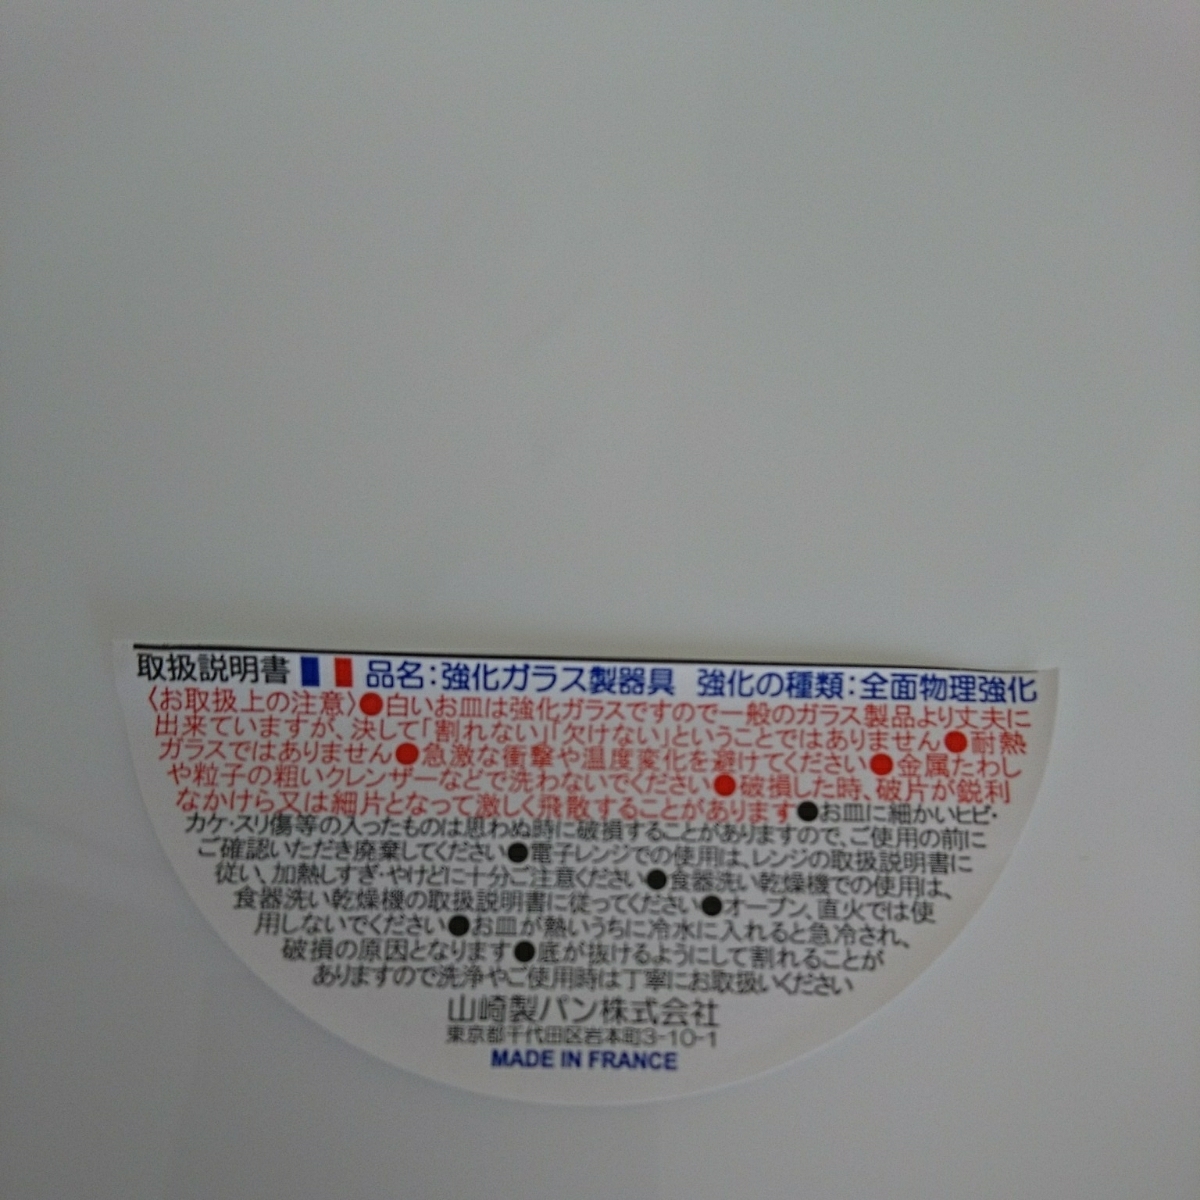 取扱説明書 品名：強化ガラス製器具 強化の種類：全面物理強化
〈お取扱上の注意〉●白いお皿は強化ガラスですので一般のガラス製品より丈夫に
出来ていますが、決して「割れない」「欠けない」ということではありません●耐熱
ガラスではありません●急激な衝撃や温度変化を避けてください●金属たわし
や粒子の粗いクレンザーなどで洗わないでください●破損した時、破片が鋭利
なかけら又は細片となって激しく飛散することがあります●お皿に細かいヒビ・
カケ・スリ傷等の入ったものは思わぬ時に破損することがありますので、ご使用の前に
ご確認いただき廃棄してください●電子レンジでの使用は、レンジの取扱説明書に
従い、加熱しすぎ・やけどに十分ご注意ください●食器洗い乾燥機での使用は、
食器洗い乾燥機の取扱説明書に従ってください●オーブン、直火では使
用しないでください●お皿が熱いうちに冷水に入れると急冷され、
破損の原因となります●底が抜けるようにして割れることが
ありますので洗浄やご使用時は丁寧にお取扱いください
山崎製パン株式会社
東京都千代田区岩本町3-10-1
MADE IN FRANCE